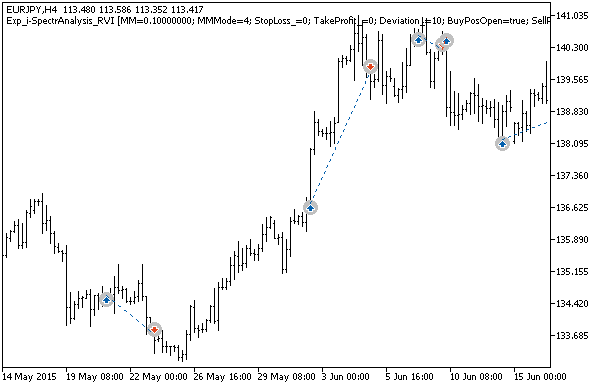 EURJPY,H4 113.480 113.586 113.352 113.417
Exp_i-SpectrAnalysis_RVI [MM=0.10000000; MMMode=4; StopLoss_=0; TakeProfit_=0; Deviation_=10; BuyPosOpen=true; SellP
141.035
140.300
139.565
138.830
138.095
137.360
136.625
135.890
135.155
134.420
133.685
14 May 2015
19 May 08:00
22 May 00:00
26 May 16:00
29 May 08:00
3 Jun 00:00
5 Jun 16:00
10 Jun 08:00
15 Jun 00:00